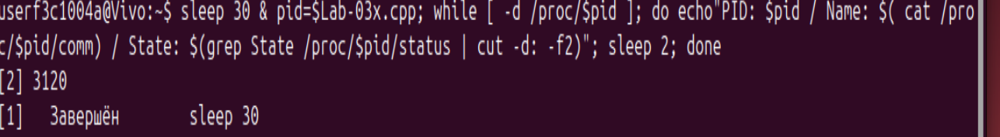 userf3c1004a@Vivo:~$ sleep 30 & pid=$Lab-03x.cpp; while [ -d /proc/$pid ]; do echo"PID: $pid / Name: $( cat /pro
c/$pid/comm) / State: $(grep State /proc/$pid/status | cut -d: -f2)"; sleep 2; done
[2] 3120
[1] Завершён sleep 30